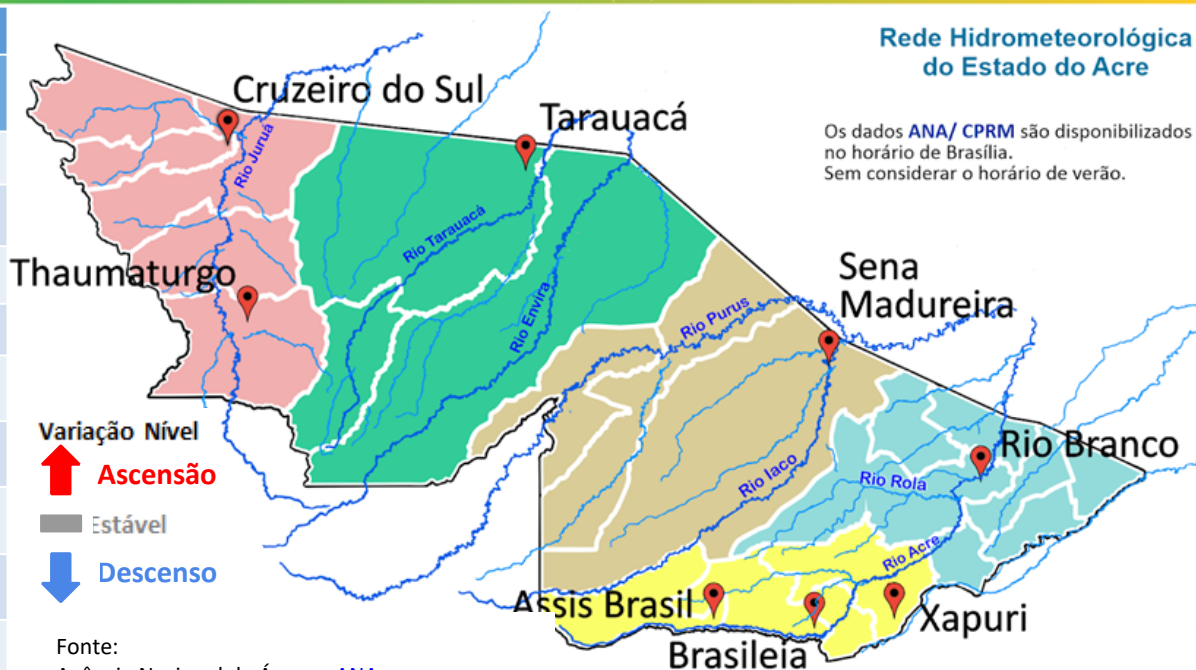 Rede Hidrometeorológica
do Estado do Acre
Os dados ANA/ CPRM são disponibilizados
no horário de Brasília.
Sem considerar o horário de verão.
Cruzeiro do Sul
Tarauacá
Rio Juruá
Rio Tarauacá
Thaumaturgo
Rio Envira
Sena
Madureira
Rio Purus
Variação Nível
Ascensão
Estável
Descenso
Rio Branco
Rio Iaco
Rio Rola
Rio Acre
Assis Brasil
Xapuri
Brasileia
Fonte: